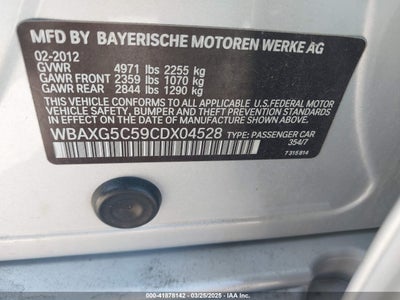 MFD BY BAYERISCHE MOTOREN WERKE AG
02-2012
GVWR 4971 lbs 2255 kg
GAWR FRONT 2359 lbs 1070 kg
GAWR REAR 2844 lbs 1290 kg
THIS VEHICLE CONFORMS TO ALL APPLICABLE U.S.FEDERAL MOTOR
VEHICLE SAFETY, BUMPER AND THEFT PREVENTION STANDARDS
IN EFFECT ON THE DATE OF MANUFACTURE SHOWN ABOVE.
WBAXG5C59CDX04528 TYPE: PASSENGER CAR
354/7
7315814
© IAA 000-41878142 - 03/25/2025 - 000001